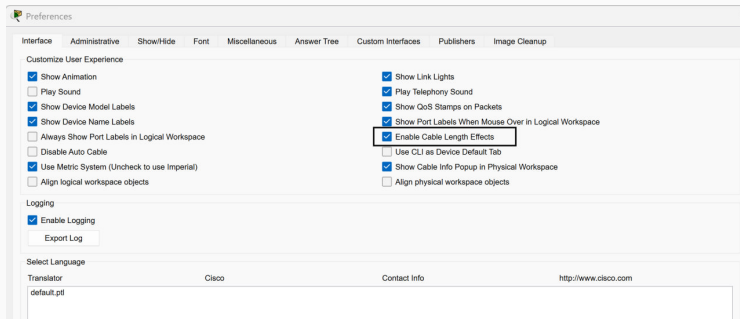 Preferences
Interface Administrative Show/Hide Font Miscellaneous Answer Tree Custom Interfaces Publishers Image Cleanup
Customize User Experience
Show Animation Show Link Lights
Play Sound Play Telephony Sound
Show Device Model Labels Show QoS Stamps on Packets
Show Device Name Labels Show Port Labels When Mouse Over in Logical Workspace
Always Show Port Labels in Logical Workspace Enable Cable Length Effects
Disable Auto Cable Use CLI as Device Default Tab
Use Metric System (Uncheck to use Imperial) Show Cable Info Popup in Physical Workspace
Align logical workspace objects Align physical workspace objects
Logging
Enable Logging
Export Log
Select Language
Translator Cisco Contact Info http://www.cisco.com
default.ptl